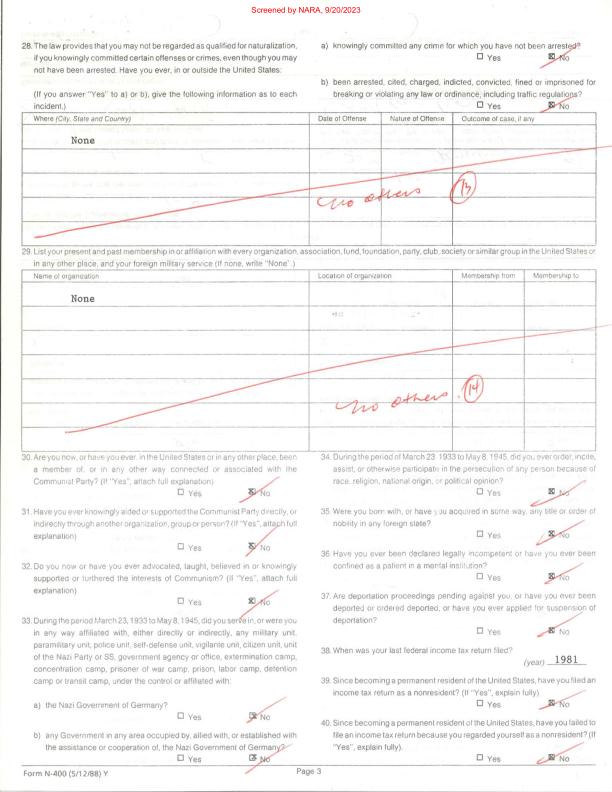 Screened by NARA, 9/20/2023
28. The law provides that you may not be regarded as qualified for naturalization,
if you knowingly committed certain offenses or crimes, even though you may
not have been arrested. Have you ever, in or outside the United States:
(If you answer "Yes" to a) or b), give the following information as to each
incident.)
a) knowingly committed any crime for which you have not been arrested?
☐ Yes ☒ No
b) been arrested, cited, charged, indicted, convicted, fined or imprisoned for
breaking or violating any law or ordinance, including traffic regulations?
☐ Yes ☒ No
Where (City, State and Country) Date of Offense Nature of Offense Outcome of case, if any
None
no others 13
29. List your present and past membership in or affiliation with every organization, association, fund, foundation, party, club, society or similar group in the United States or
in any other place, and your foreign military service (If none, write "None".)
Name of organization Location of organization Membership from Membership to
None
no others. 14
30. Are you now, or have you ever, in the United States or in any other place, been
a member of, or in any other way connected or associated with the
Communist Party? (If "Yes", attach full explanation)
☐ Yes ☒ No
31. Have you ever knowingly aided or supported the Communist Party directly, or
indirectly through another organization, group or person? (If "Yes", attach full
explanation)
☐ Yes ☒ No
32. Do you now or have you ever advocated, taught, believed in or knowingly
supported or furthered the interests of Communism? (If "Yes", attach full
explanation)
☐ Yes ☒ No
33. During the period March 23, 1933 to May 8, 1945, did you serve in, or were you
in any way affiliated with, either directly or indirectly, any military unit,
paramilitary unit, police unit, self-defense unit, vigilante unit, citizen unit, unit
of the Nazi Party or SS, government agency or office, extermination camp,
concentration camp, prisoner of war camp, prison, labor camp, detention
camp or transit camp, under the control or affiliated with:
a) the Nazi Government of Germany?
☐ Yes ☒ No
b) any Government in any area occupied by, allied with, or established with
the assistance or cooperation of, the Nazi Government of Germany?
☐ Yes ☒ No
34. During the period of March 23 1933 to May 8, 1945, did you ever order, incite,
assist, or otherwise participate in the persecution of any person because of
race, religion, national origin, or political opinion?
☐ Yes ☒ No
35. Were you born with, or have you acquired in some way, any title or order of
nobility in any foreign state?
☐ Yes ☒ No
36. Have you ever been declared legally incompetent or have you ever been
confined as a patient in a mental institution?
☐ Yes ☒ No
37. Are deportation proceedings pending against you, or have you ever been
deported or ordered deported, or have you ever applied for suspension of
deportation?
☐ Yes ☒ No
38. When was your last federal income tax return filed?
(year) 1981
39. Since becoming a permanent resident of the United States, have you filed an
income tax return as a nonresident? (If "Yes", explain fully)
☐ Yes ☒ No
40. Since becoming a permanent resident of the United States, have you failed to
file an income tax return because you regarded yourself as a nonresident? (If
"Yes", explain fully).
☐ Yes ☒ No
Form N-400 (5/12/88) Y Page 3